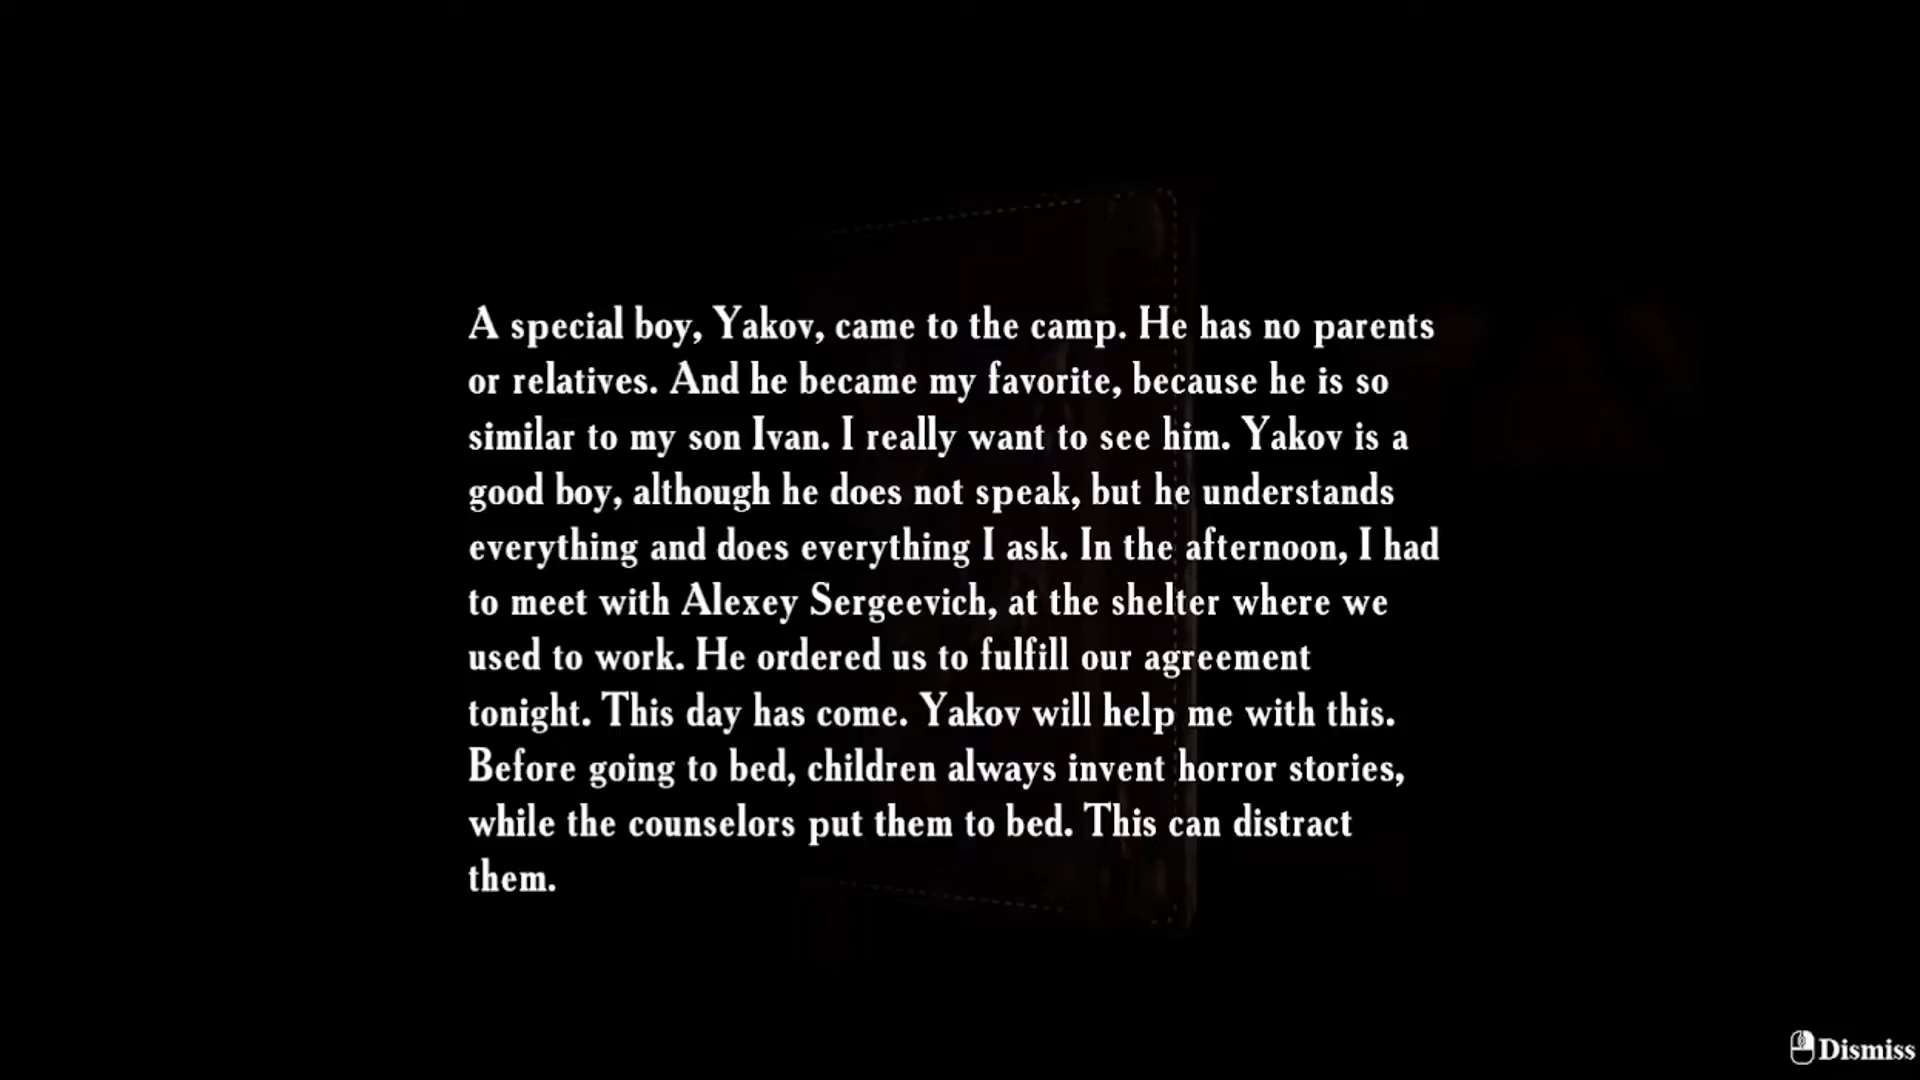 A special boy, Yakov, came to the camp. He has no parents
or relatives. And he became my favorite, because he is so
similar to my son Ivan. I really want to see him. Yakov is a
good boy, although he does not speak, but he understands
everything and does everything I ask. In the afternoon, I had
to meet with Alexey Sergeevich, at the shelter where we
used to work. He ordered us to fulfill our agreement
tonight. This day has come. Yakov will help me with this.
Before going to bed, children always invent horror stories,
while the counselors put them to bed. This can distract
them.
Dismiss